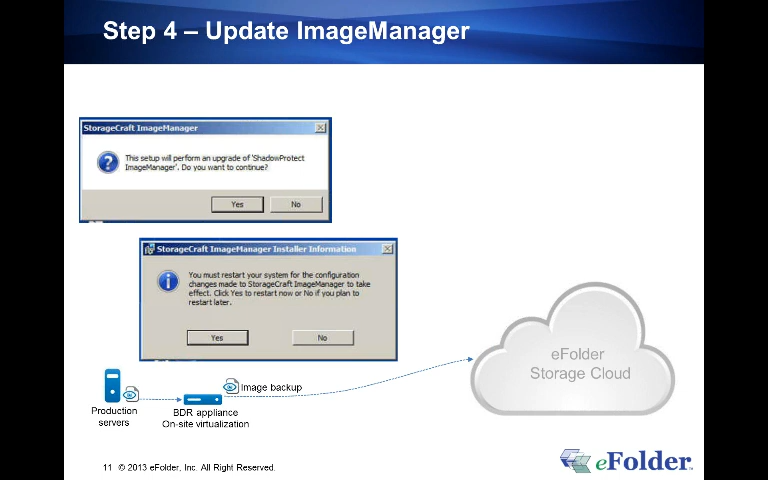 Step 4 – Update ImageManager
StorageCraft ImageManager
This setup will perform an upgrade of 'ShadowProtect
ImageManager'. Do you want to continue?
Yes
No
StorageCraft ImageManager Installer Information
You must restart your system for the configuration
changes made to StorageCraft ImageManager to take
effect. Click Yes to restart now or No if you plan to
restart later.
Yes
No
eFolder
Storage Cloud
Image backup
Production
servers
BDR appliance
On-site virtualization
11 © 2013 eFolder, Inc. All Right Reserved.
eFolder